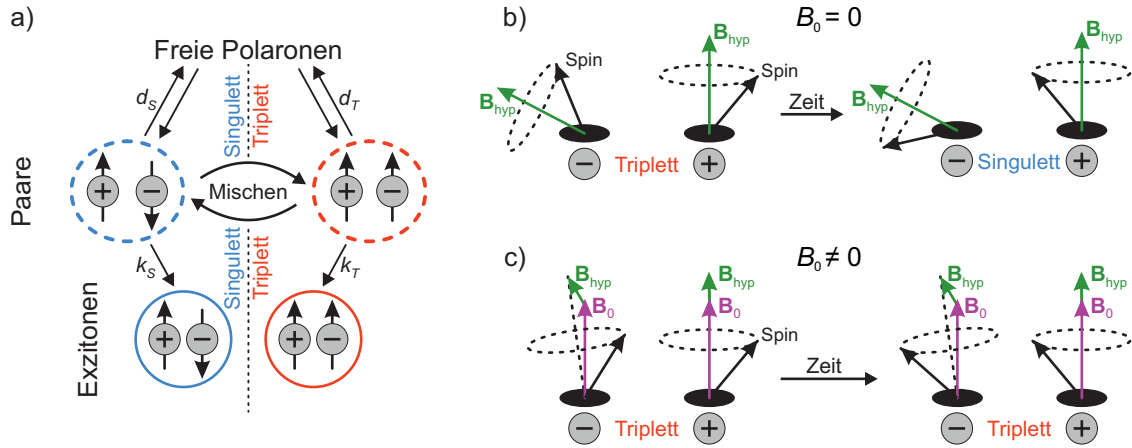 a)
Freie Polaronen
d_S
d_T
Singulett
Triplett
Paare
+
−
Mischen
+
−
k_S
k_T
Singulett
Triplett
Exzitonen
+
−
+
−
b)
B_0 = 0
B_hyp
Spin
B_hyp
Spin
−
Triplett
+
Zeit
B_hyp
B_hyp
−
Singulett
+
c)
B_0 ≠ 0
B_hyp
B_0
B_hyp
B_0
Spin
−
Triplett
+
Zeit
B_hyp
B_0
B_hyp
B_0
−
Triplett
+